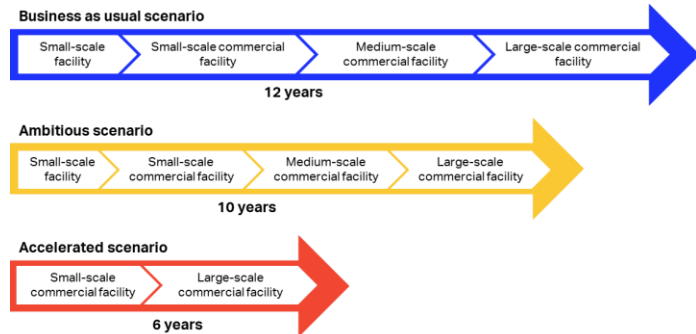 Business as usual scenario
Small-scale
facility
Small-scale commercial
facility
Medium-scale
commercial facility
Large-scale commercial
facility
12 years
Ambitious scenario
Small-scale
facility
Small-scale
commercial facility
Medium-scale
commercial facility
Large-scale
commercial facility
10 years
Accelerated scenario
Small-scale
commercial facility
Large-scale
commercial facility
6 years